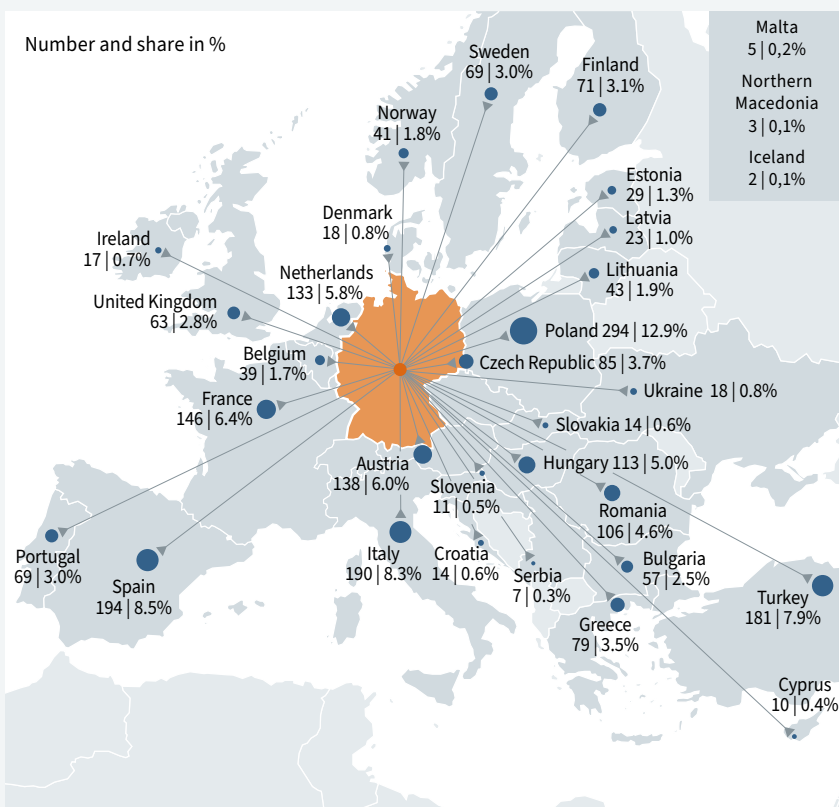 Number and share in %
Malta
5 | 0,2%
Northern
Macedonia
3 | 0,1%
Iceland
2 | 0,1%
Sweden
69 | 3.0%
Finland
71 | 3.1%
Norway
41 | 1.8%
Estonia
29 | 1.3%
Denmark
18 | 0.8%
Latvia
23 | 1.0%
Ireland
17 | 0.7%
Netherlands
133 | 5.8%
Lithuania
43 | 1.9%
United Kingdom
63 | 2.8%
Poland 294 | 12.9%
Belgium
39 | 1.7%
Czech Republic 85 | 3.7%
Ukraine 18 | 0.8%
France
146 | 6.4%
Slovakia 14 | 0.6%
Austria
138 | 6.0%
Hungary 113 | 5.0%
Slovenia
11 | 0.5%
Romania
106 | 4.6%
Portugal
69 | 3.0%
Spain
194 | 8.5%
Italy
190 | 8.3%
Croatia
14 | 0.6%
Serbia
7 | 0.3%
Bulgaria
57 | 2.5%
Turkey
181 | 7.9%
Greece
79 | 3.5%
Cyprus
10 | 0.4%